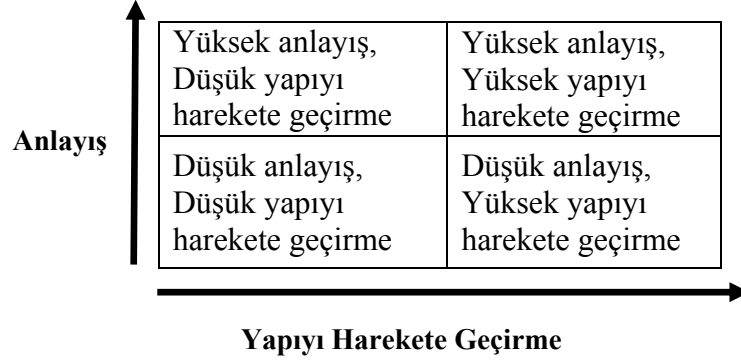 Yüksek anlayış,
Düşük yapıyı
harekete geçirme
Yüksek anlayış,
Yüksek yapıyı
harekete geçirme
Anlayış
Düşük anlayış,
Düşük yapıyı
harekete geçirme
Düşük anlayış,
Yüksek yapıyı
harekete geçirme
Yapıyı Harekete Geçirme